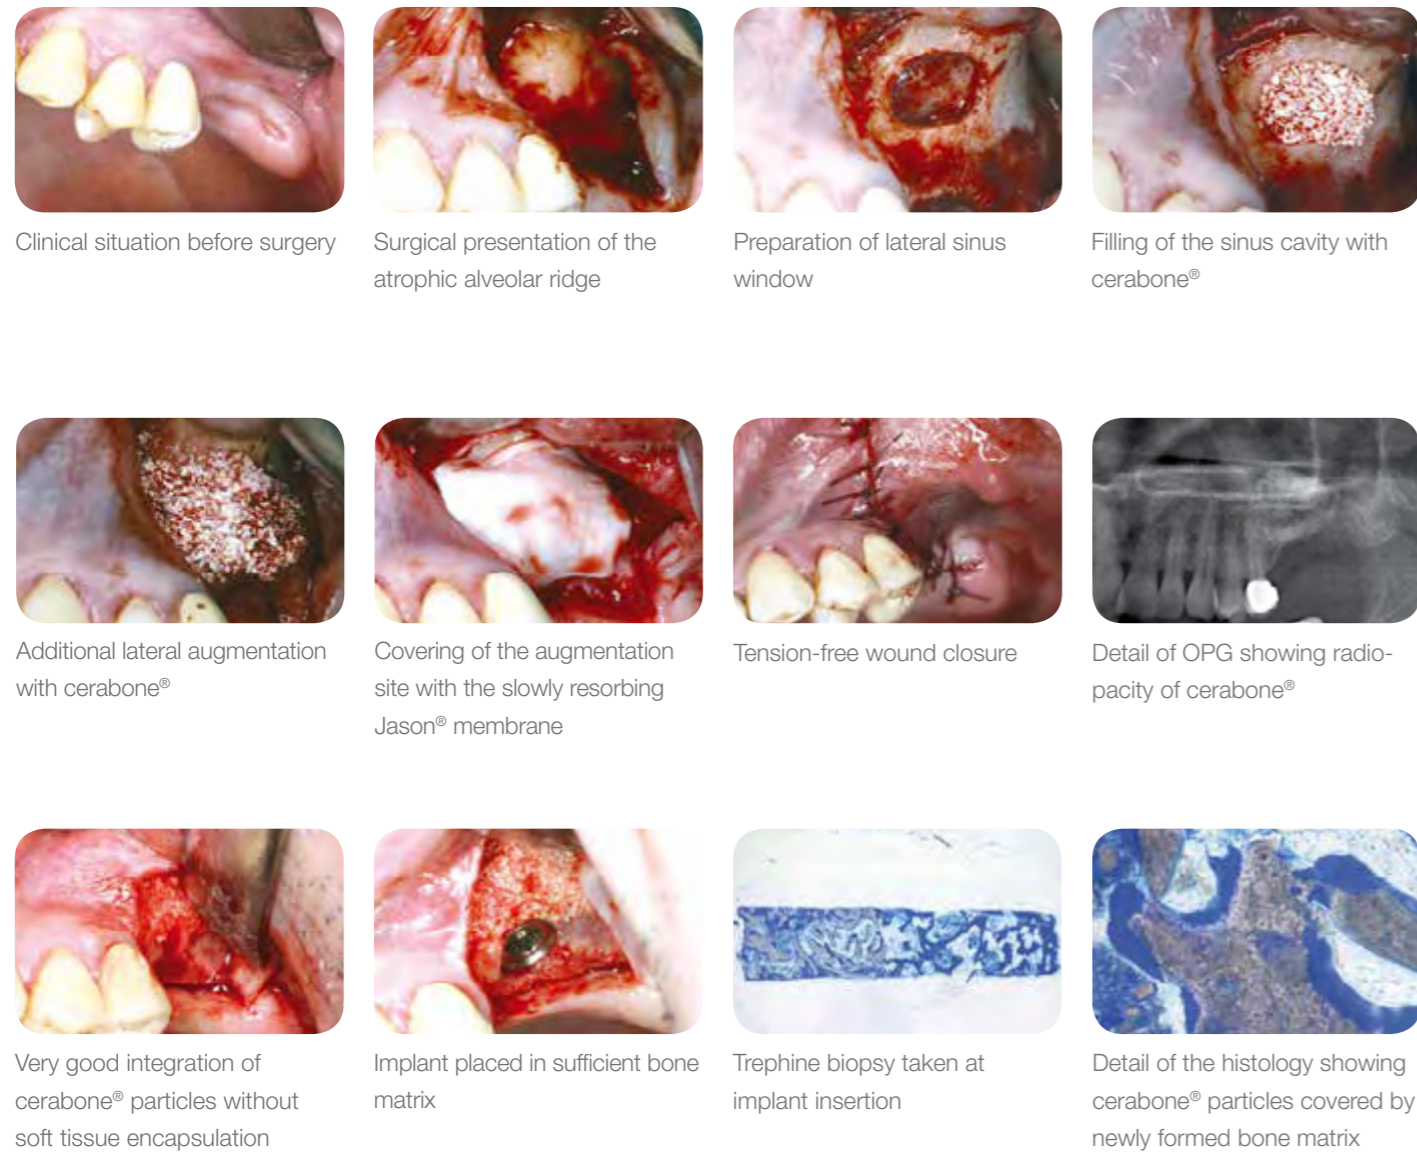 Clinical situation before surgery
Surgical presentation of the
atrophic alveolar ridge
Preparation of lateral sinus
window
Filling of the sinus cavity with
cerabone®
Additional lateral augmentation
with cerabone®
Covering of the augmentation
site with the slowly resorbing
Jason® membrane
Tension-free wound closure
Detail of OPG showing radio-
pacity of cerabone®
Very good integration of
cerabone® particles without
soft tissue encapsulation
Implant placed in sufficient bone
matrix
Trephine biopsy taken at
implant insertion
Detail of the histology showing
cerabone® particles covered by
newly formed bone matrix